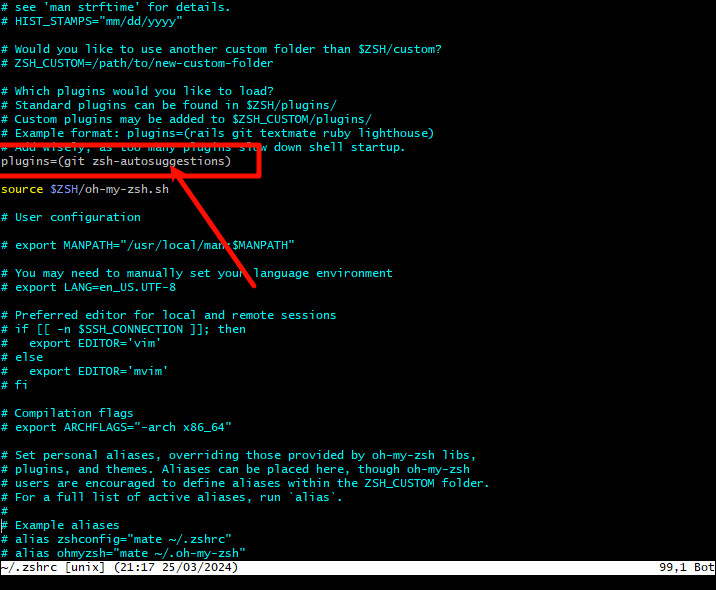 # see 'man strftime' for details.
# HIST_STAMPS="mm/dd/yyyy"
# Would you like to use another custom folder than $ZSH/custom?
# ZSH_CUSTOM=/path/to/new-custom-folder
# Which plugins would you like to load?
# Standard plugins can be found in $ZSH/plugins/
# Custom plugins may be added to $ZSH_CUSTOM/plugins/
# Example format: plugins=(rails git textmate ruby lighthouse)
# Add wisely, as too many plugins slow down shell startup.
plugins=(git zsh-autosuggestions)
source $ZSH/oh-my-zsh.sh
# User configuration
# export MANPATH="/usr/local/man:$MANPATH"
# You may need to manually set your language environment
# export LANG=en_US.UTF-8
# Preferred editor for local and remote sessions
# if [[ -n $SSH_CONNECTION ]]; then
#   export EDITOR='vim'
# else
#   export EDITOR='mvim'
# fi
# Compilation flags
# export ARCHFLAGS="-arch x86_64"
# Set personal aliases, overriding those provided by oh-my-zsh libs,
# plugins, and themes. Aliases can be placed here, though oh-my-zsh
# users are encouraged to define aliases within the ZSH_CUSTOM folder.
# For a full list of active aliases, run `alias`.
#
# Example aliases
# alias zshconfig="mate ~/.zshrc"
# alias ohmyzsh="mate ~/.oh-my-zsh"
~/.zshrc [unix] (21:17 25/03/2024) 99,1 Bot